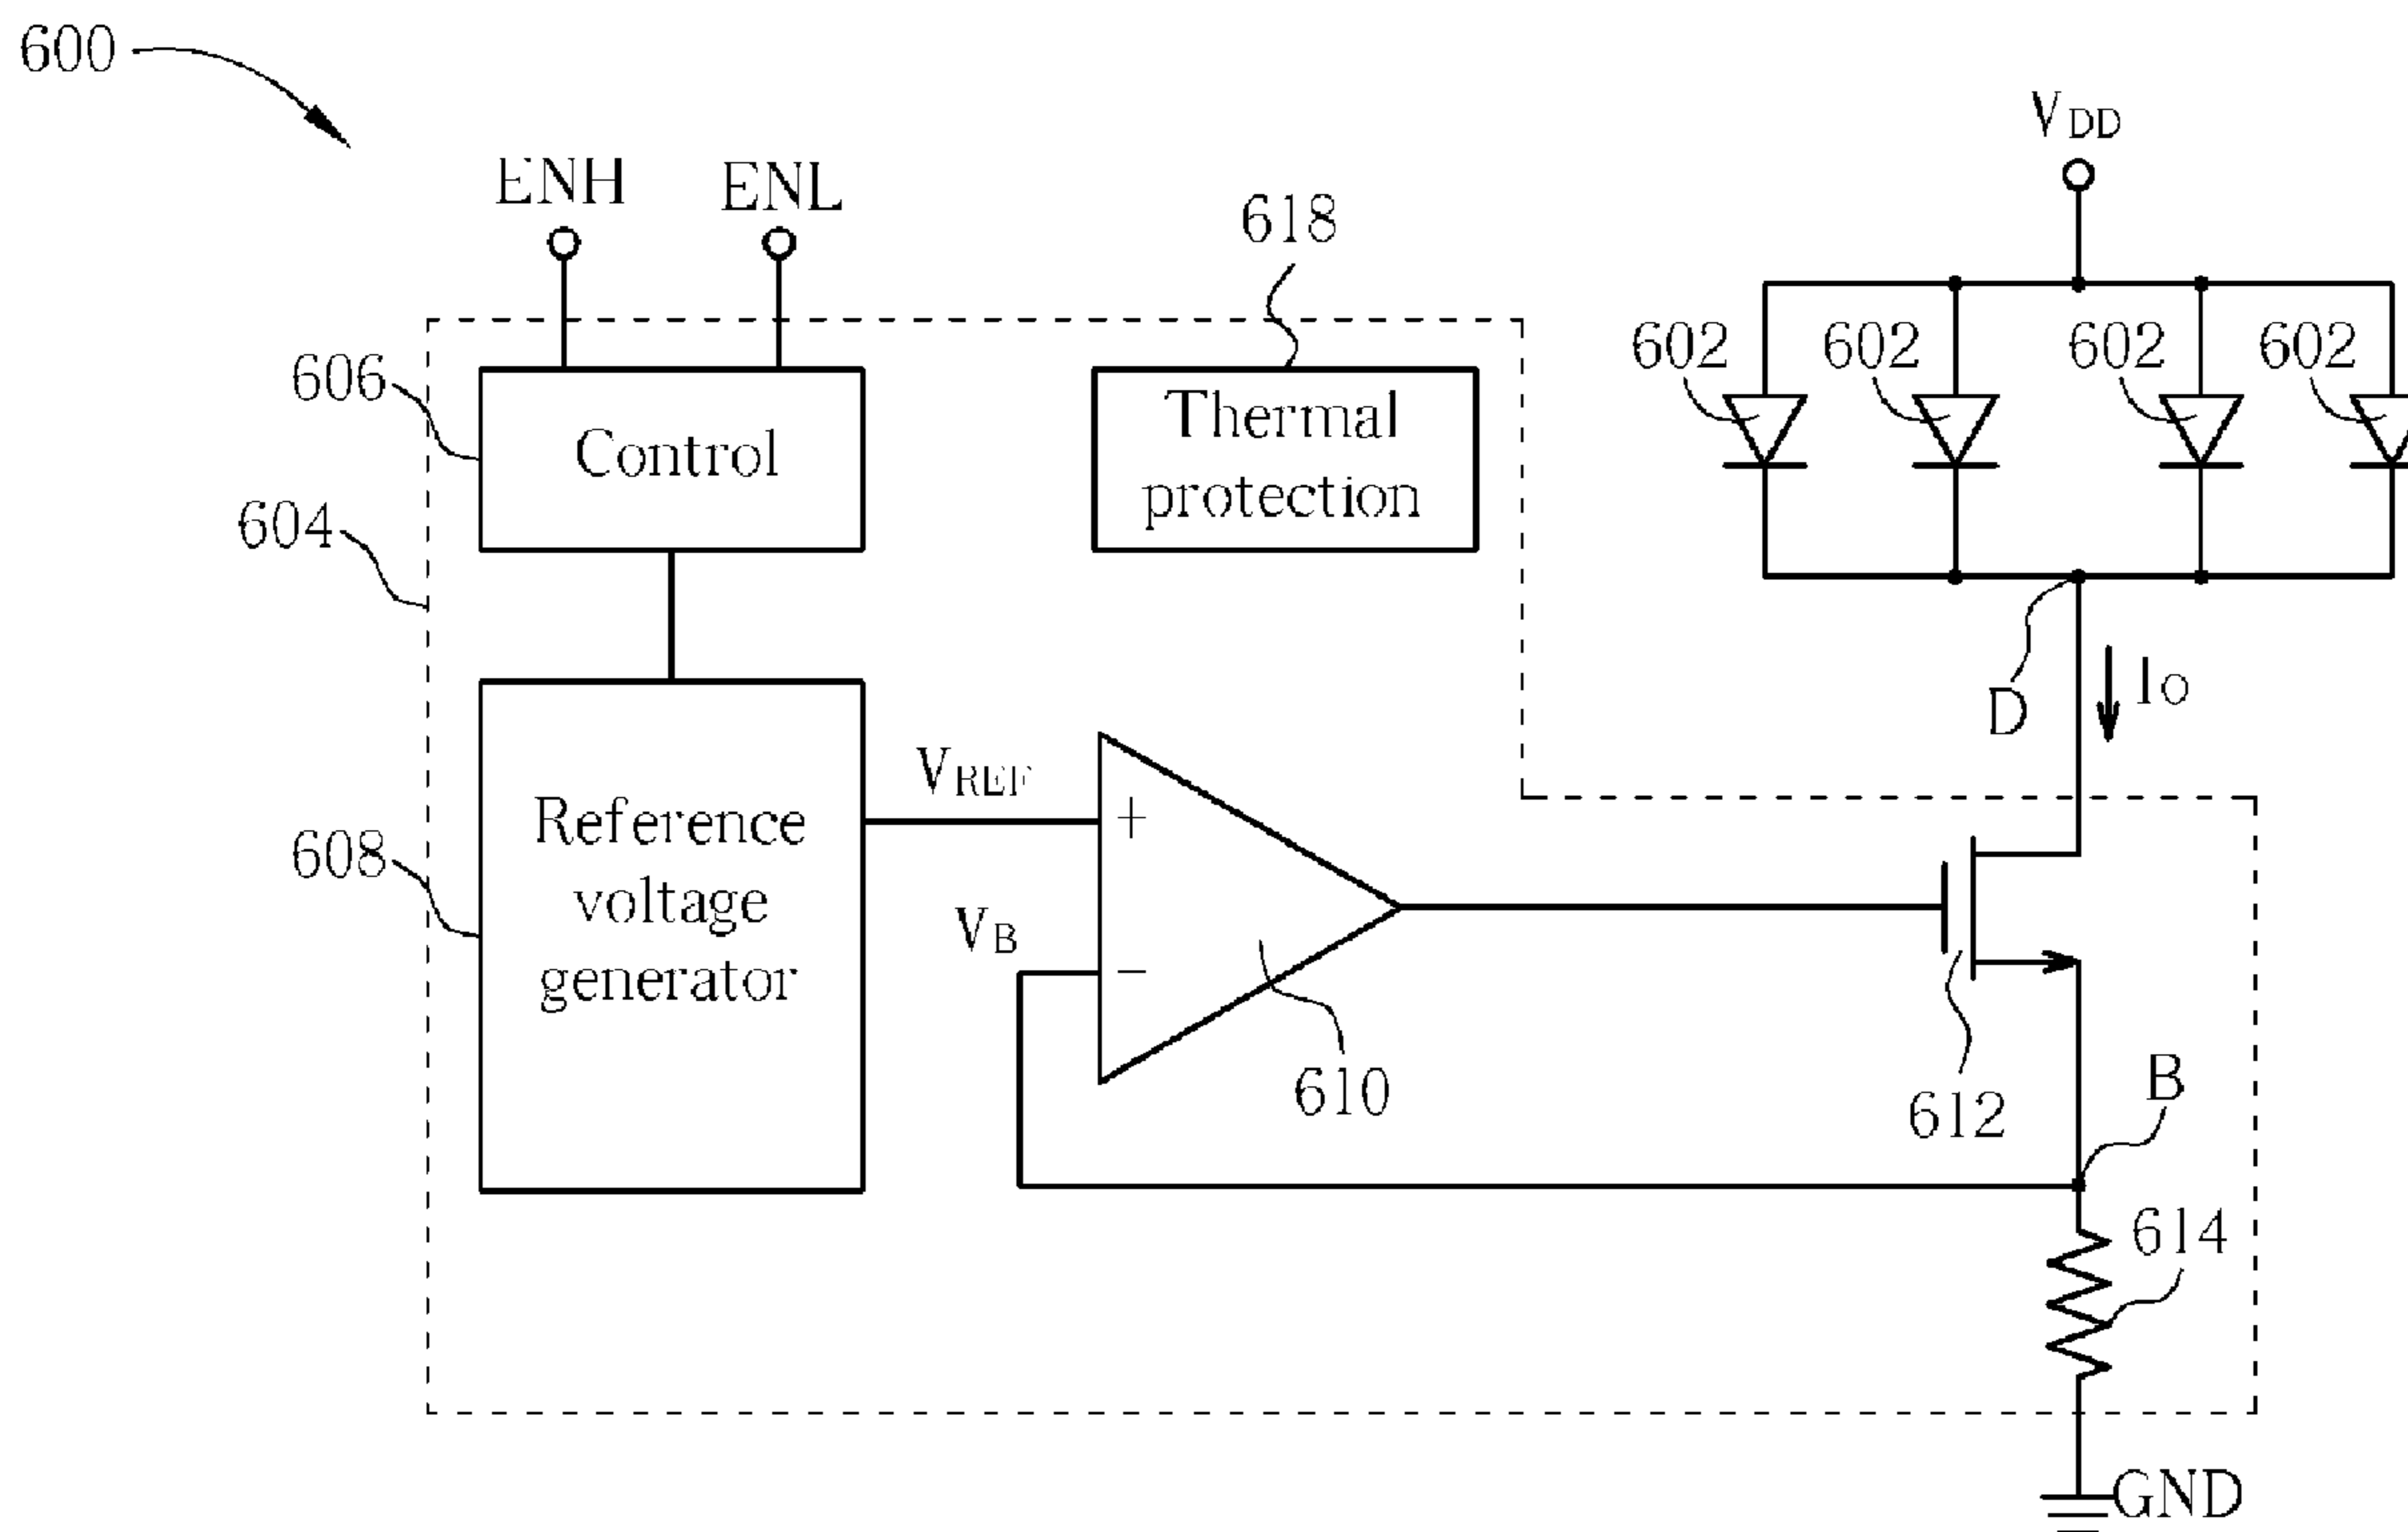 600
ENH
ENL
618
VDD
606
Control
Thermal
protection
602
602
602
602
604
D
Io
608
Reference
voltage
generator
VREF
+
VB
−
610
612
B
614
GND